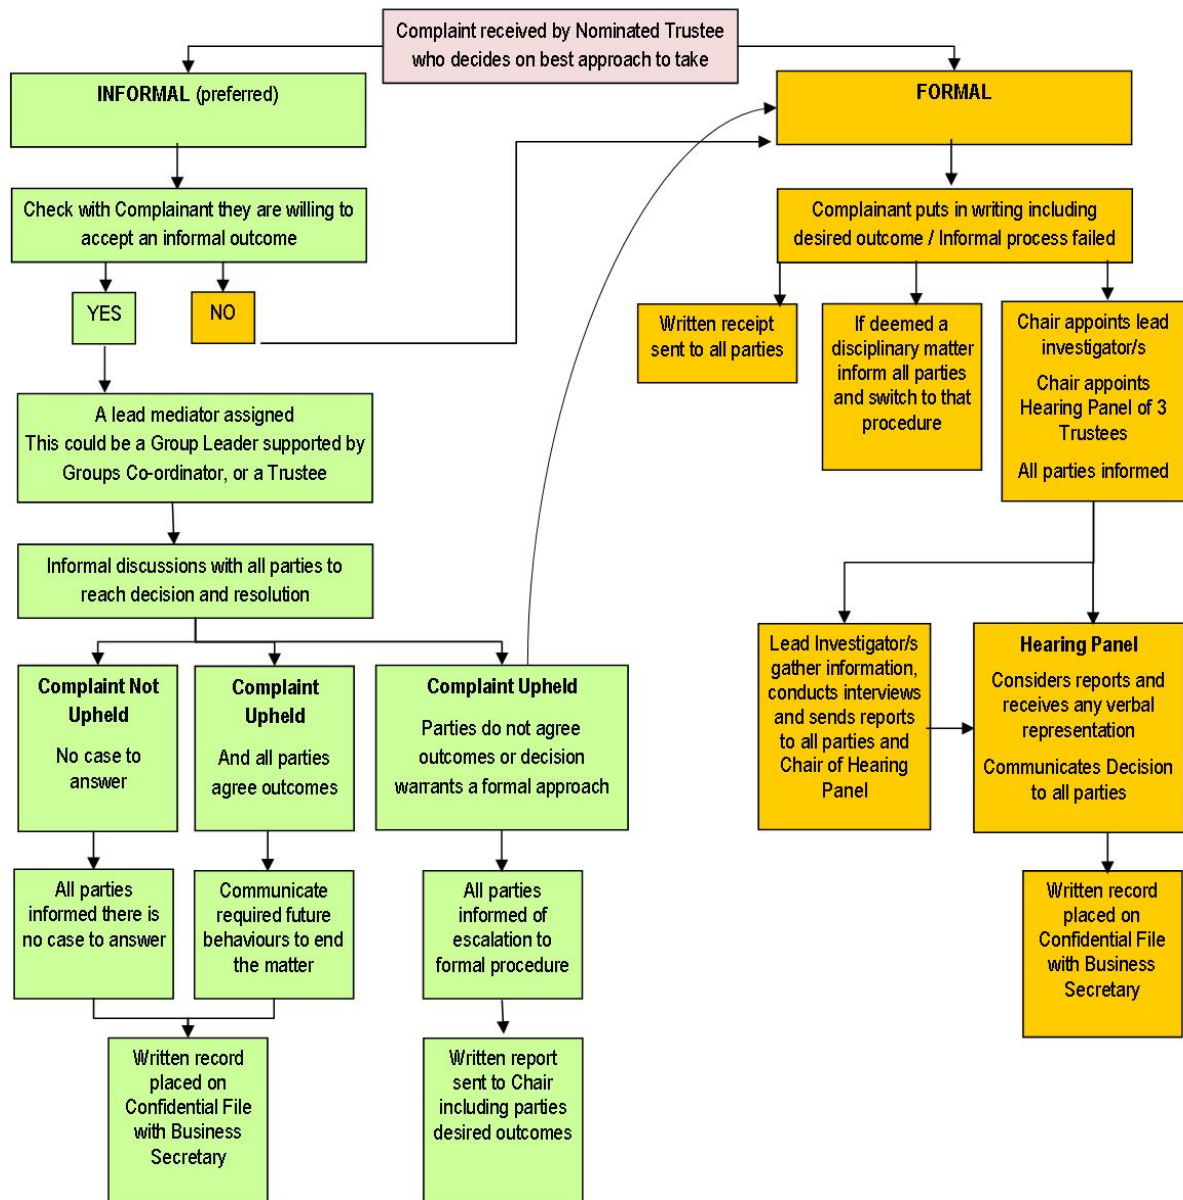 Complaint received by Nominated Trustee
who decides on best approach to take
INFORMAL (preferred)
FORMAL
Check with Complainant they are willing to
accept an informal outcome
YES
NO
Complainant puts in writing including
desired outcome / Informal process failed
Written receipt
sent to all parties
If deemed a
disciplinary matter
inform all parties
and switch to that
procedure
Chair appoints lead
investigator/s
Chair appoints
Hearing Panel of 3
Trustees
All parties informed
A lead mediator assigned
This could be a Group Leader supported by
Groups Co-ordinator, or a Trustee
Informal discussions with all parties to
reach decision and resolution
Complaint Not
Upheld
No case to
answer
Complaint
Upheld
And all parties
agree outcomes
Complaint Upheld
Parties do not agree
outcomes or decision
warrants a formal approach
Lead Investigator/s
gather information,
conducts interviews
and sends reports
to all parties and
Chair of Hearing
Panel
Hearing Panel
Considers reports and
receives any verbal
representation
Communicates Decision
to all parties
All parties
informed there is
no case to answer
Communicate
required future
behaviours to end
the matter
All parties
informed of
escalation to
formal procedure
Written record
placed on
Confidential File
with Business
Secretary
Written record
placed on
Confidential File
with Business
Secretary
Written report
sent to Chair
including parties
desired outcomes